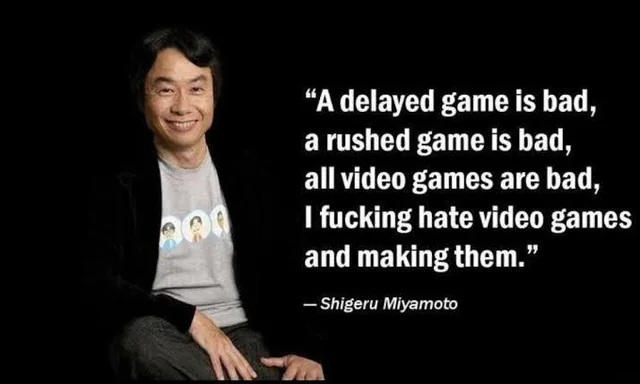 “A delayed game is bad,
a rushed game is bad,
all video games are bad,
I fucking hate video games
and making them.”
— Shigeru Miyamoto